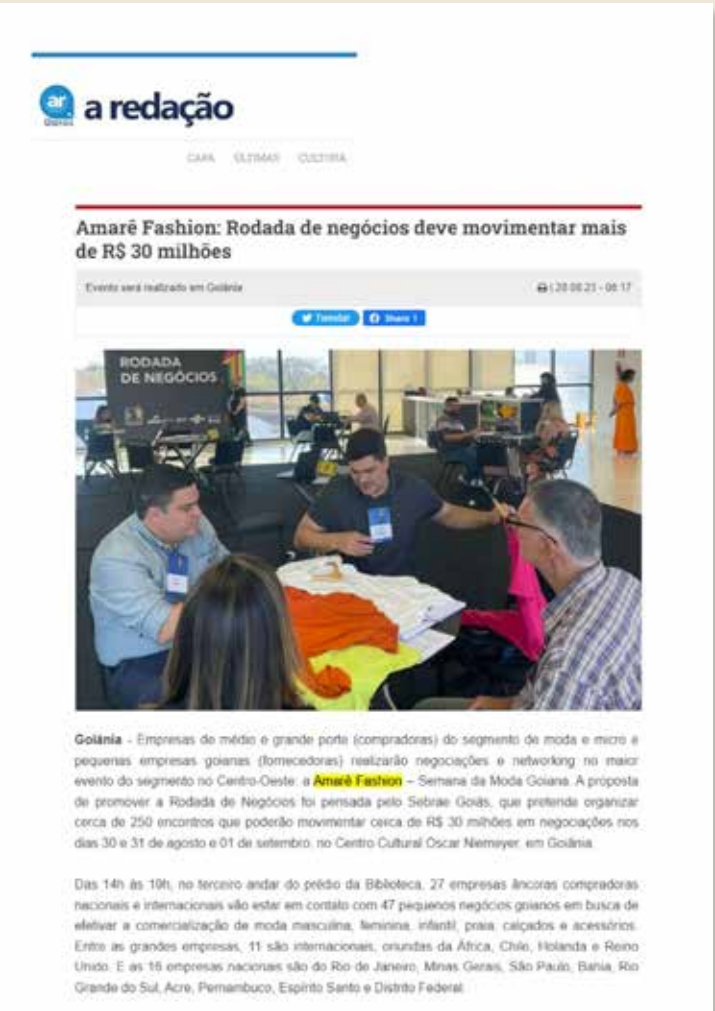 ar
a redação
CAPA ÚLTIMAS CULTURA
Amarê Fashion: Rodada de negócios deve movimentar mais
de R$ 30 milhões
Evento será realizado em Goiânia
Tweetar
Share 1
RODADA
DE NEGÓCIOS
Goiânia - Empresas de médio e grande porte (compradoras) do segmento de moda e micro e
pequenas empresas goianas (fornecedoras) realizarão negociações e networking no maior
evento do segmento no Centro-Oeste: a Amarê Fashion – Semana da Moda Goiana. A proposta
de promover a Rodada de Negócios foi pensada pelo Sebrae Goiás, que pretende organizar
cerca de 250 encontros que poderão movimentar cerca de R$ 30 milhões em negociações nos
dias 30 e 31 de agosto e 01 de setembro, no Centro Cultural Oscar Niemeyer, em Goiânia.
Das 14h às 19h, no terceiro andar do prédio da Biblioteca, 27 empresas âncoras compradoras
nacionais e internacionais vão estar em contato com 47 pequenos negócios goianos em busca de
efetivar a comercialização de moda masculina, feminina, infantil, praia, calçados e acessórios.
Entre as grandes empresas, 11 são internacionais, oriundas da África, Chile, Holanda e Reino
Unido. E as 16 empresas nacionais são do Rio de Janeiro, Minas Gerais, São Paulo, Bahia, Rio
Grande do Sul, Acre, Pernambuco, Espírito Santo e Distrito Federal.